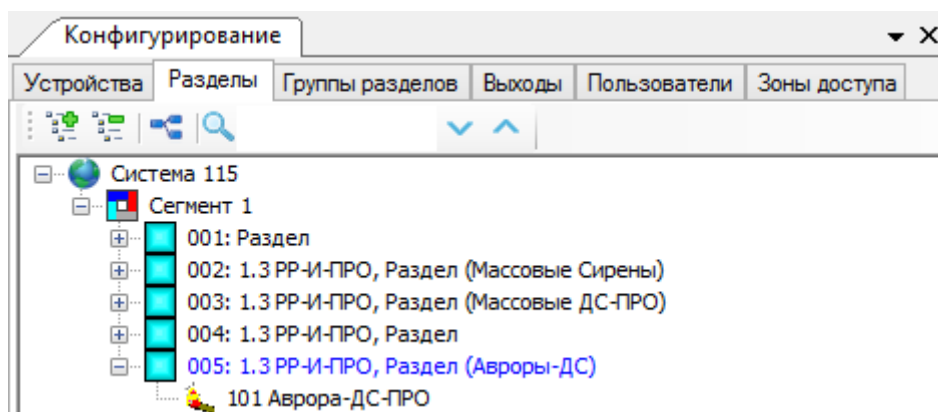 Конфигурирование
Устройства Разделы Группы разделов Выходы Пользователи Зоны доступа
Система 115
Сегмент 1
001: Раздел
002: 1.3 РР-И-ПРО, Раздел (Массовые Сирены)
003: 1.3 РР-И-ПРО, Раздел (Массовые ДС-ПРО)
004: 1.3 РР-И-ПРО, Раздел
005: 1.3 РР-И-ПРО, Раздел (Авроры-ДС)
101 Аврора-ДС-ПРО